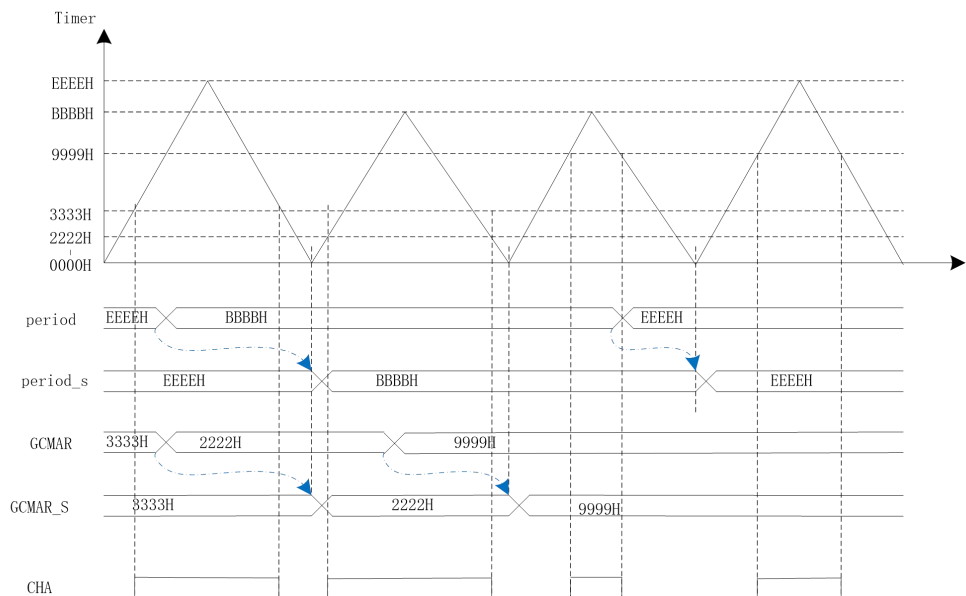 Timer
EEEEH
BBBBH
9999H
3333H
2222H
0000H
period EEEEH BBBBH EEEEH
period_s EEEEH BBBBH EEEEH
GCMAR 3333H 2222H 9999H
GCMAR_S 3333H 2222H 9999H
CHA